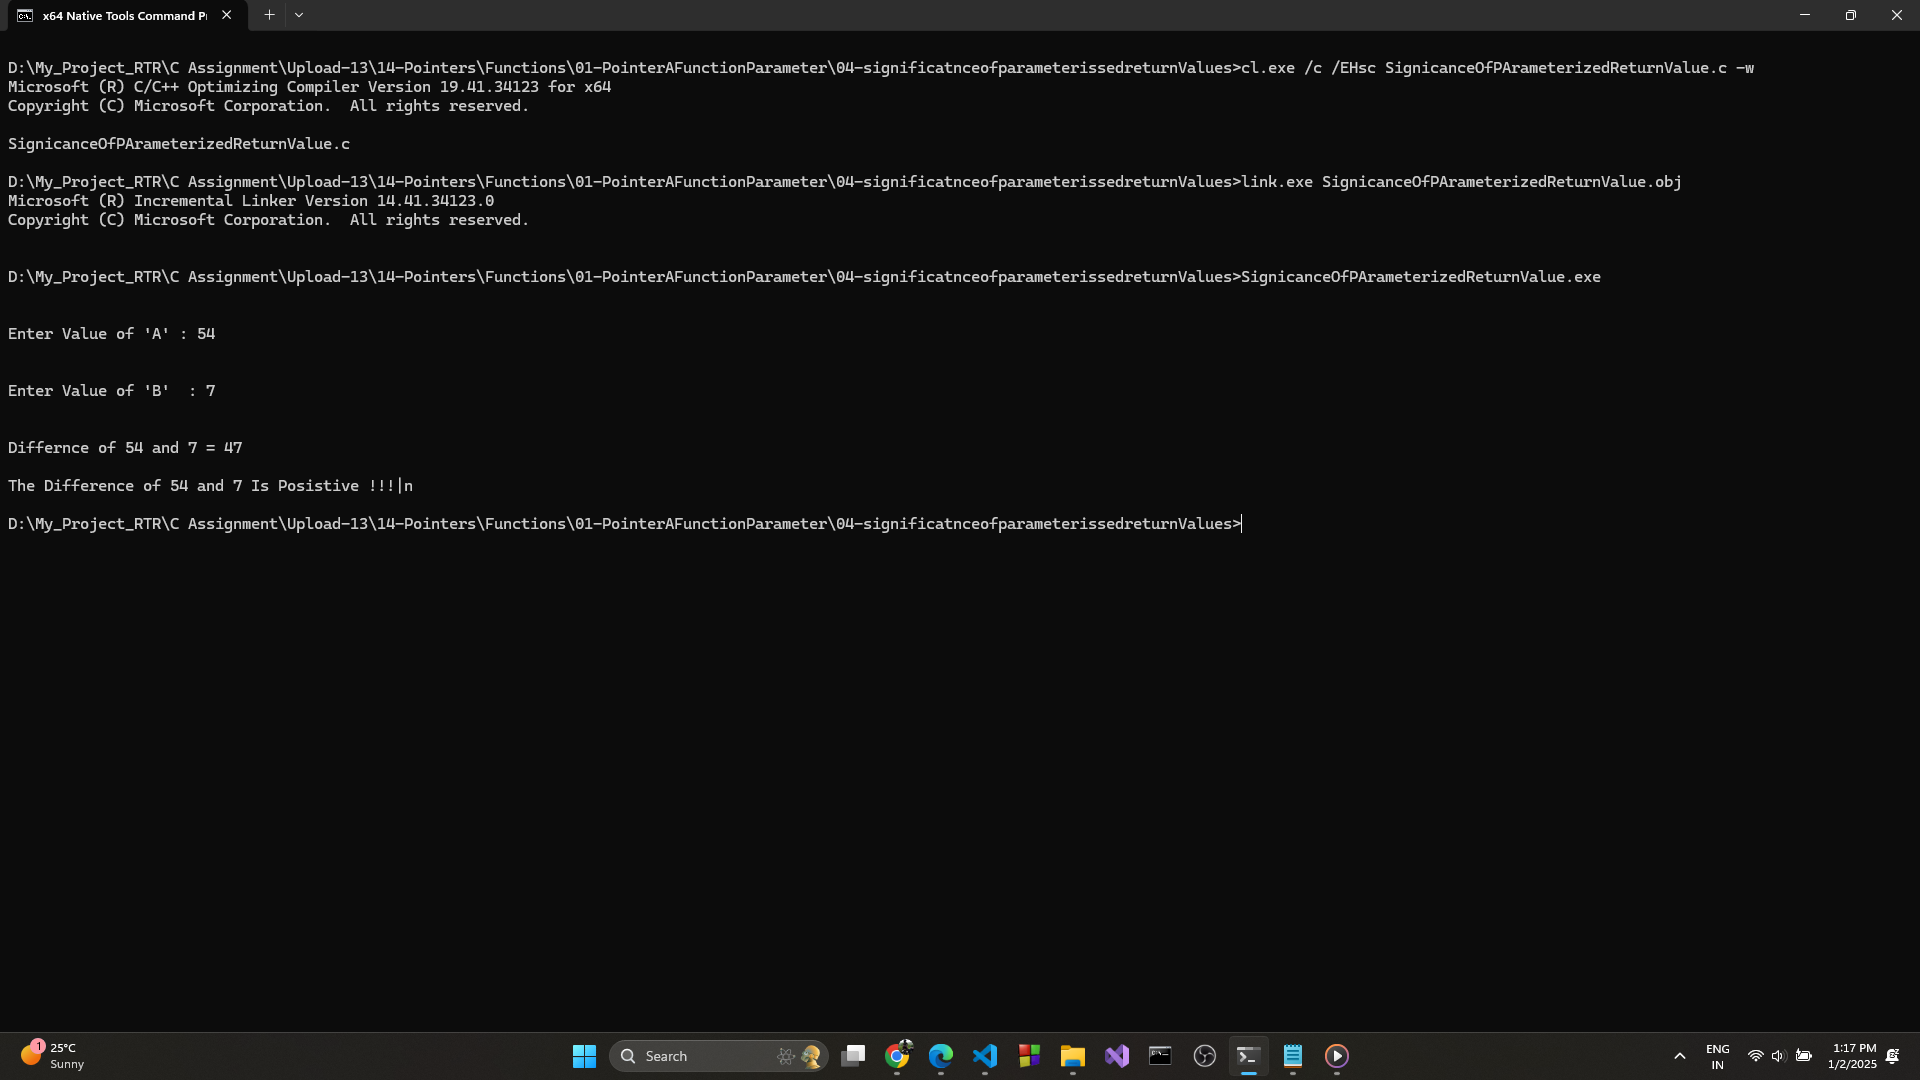 x64 Native Tools Command P
D:\My_Project_RTR\C Assignment\Upload-13\14-Pointers\Functions\01-PointerAFunctionParameter\04-significatnceofparameterissedreturnValues>cl.exe /c /EHsc SignicanceOfPArameterizedReturnValue.c -w
Microsoft (R) C/C++ Optimizing Compiler Version 19.41.34123 for x64
Copyright (C) Microsoft Corporation.  All rights reserved.
SignicanceOfPArameterizedReturnValue.c
D:\My_Project_RTR\C Assignment\Upload-13\14-Pointers\Functions\01-PointerAFunctionParameter\04-significatnceofparameterissedreturnValues>link.exe SignicanceOfPArameterizedReturnValue.obj
Microsoft (R) Incremental Linker Version 14.41.34123.0
Copyright (C) Microsoft Corporation.  All rights reserved.
D:\My_Project_RTR\C Assignment\Upload-13\14-Pointers\Functions\01-PointerAFunctionParameter\04-significatnceofparameterissedreturnValues>SignicanceOfPArameterizedReturnValue.exe
Enter Value of 'A' : 54
Enter Value of 'B'  : 7
Differnce of 54 and 7 = 47
The Difference of 54 and 7 Is Posistive !!!|n
D:\My_Project_RTR\C Assignment\Upload-13\14-Pointers\Functions\01-PointerAFunctionParameter\04-significatnceofparameterissedreturnValues>
1
25°C
Sunny
Search
ENG
IN
1:17 PM
1/2/2025